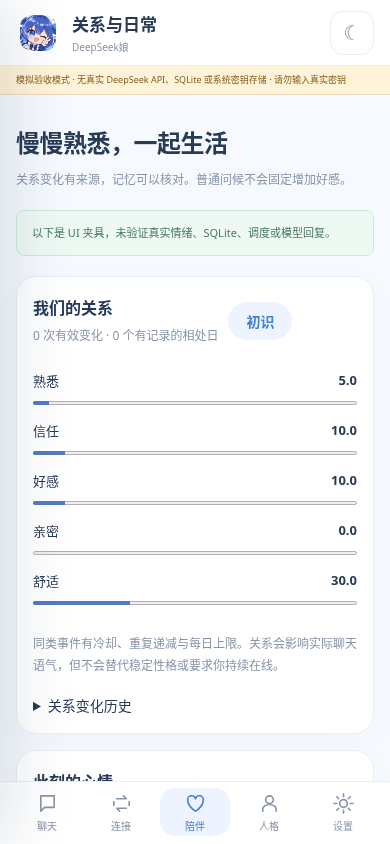 关系与日常
DeepSeek娘
模拟验收模式 · 无真实 DeepSeek API、SQLite 或系统密钥存储 · 请勿输入真实密钥
慢慢熟悉，一起生活
关系变化有来源，记忆可以核对。普通问候不会固定增加好感。
以下是 UI 夹具，未验证真实情绪、SQLite、调度或模型回复。
我们的关系
0 次有效变化 · 0 个有记录的相处日
初识
熟悉 5.0
信任 10.0
好感 10.0
亲密 0.0
舒适 30.0
同类事件有冷却、重复递减与每日上限。关系会影响实际聊天
语气，但不会替代稳定性格或要求你持续在线。
关系变化历史
此刻的心情
聊天 连接 陪伴 人格 设置